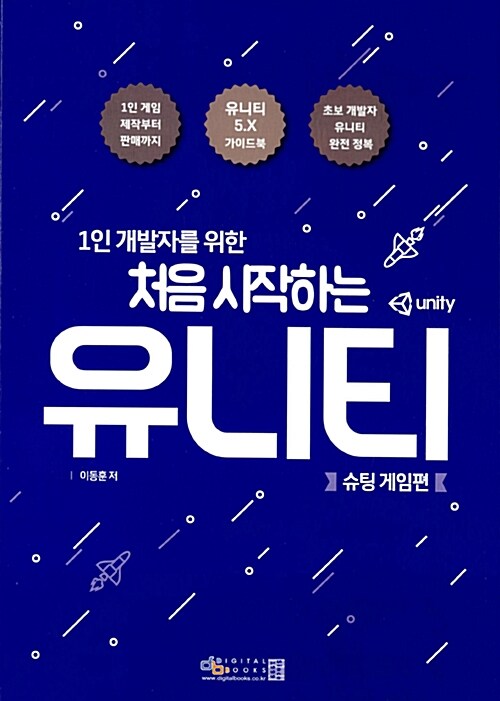 1인 게임
제작부터
판매까지
유니티
5.X
가이드북
초보 개발자
유니티
완전 정복
1인 개발자를 위한
처음 시작하는
unity
유니티
이동훈 저
슈팅 게임편
DIGITAL
BOOKS
www.digitalbooks.co.kr